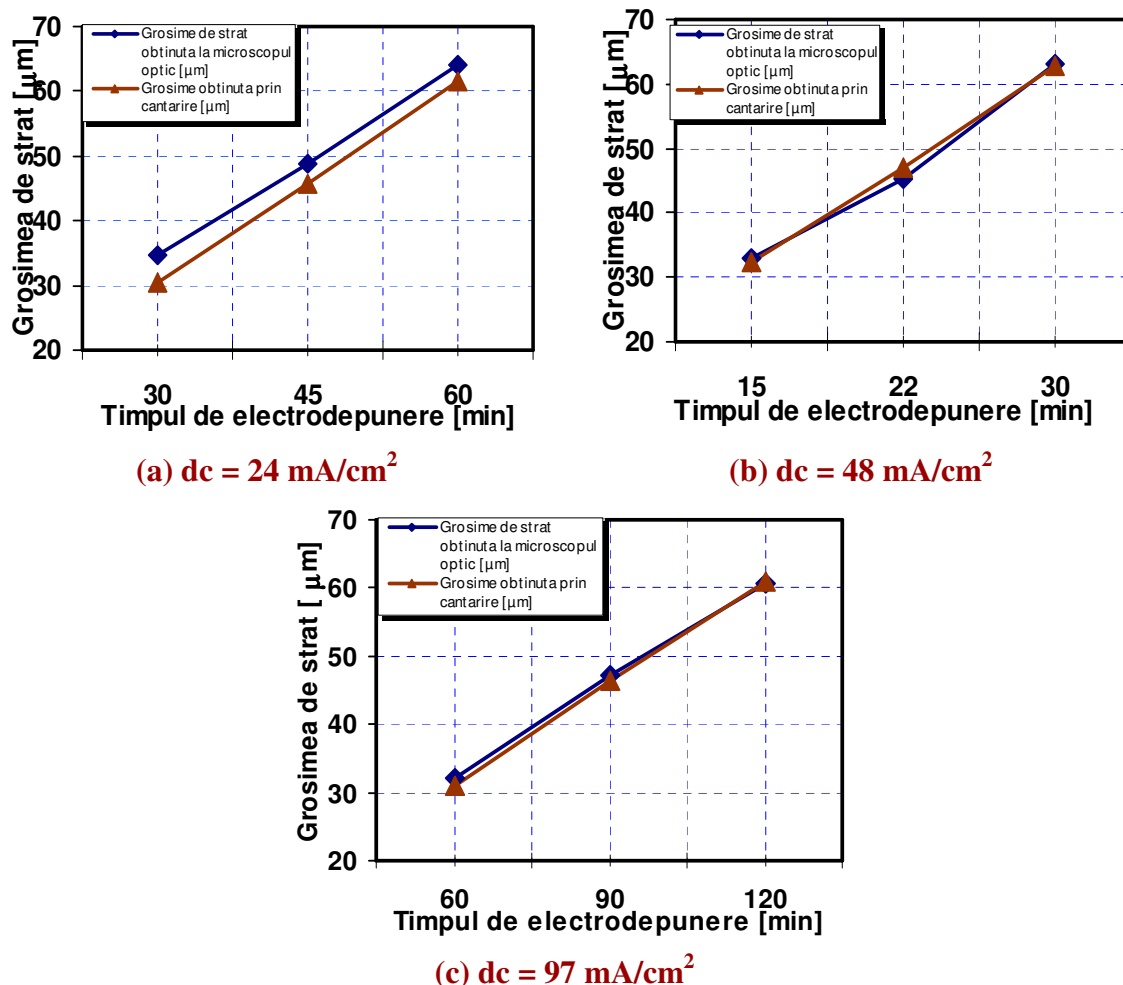 Grosimea de strat [ μm]
70
60
50
40
30
20
Grosime de strat
obtinuta la microscopul
optic [μm]
Grosime obtinuta prin
cantarire [μm]
30 45 60
Timpul de electrodepunere [min]
(a) dc = 24 mA/cm²
Grosimea de strat [ μm]
70
60
50
40
30
20
Grosime de strat
obtinuta la microscopul
optic [μm]
Grosime obtinuta prin
cantarire [μm]
15 22 30
Timpul de electrodepunere [min]
(b) dc = 48 mA/cm²
Grosimea de strat [ μm]
70
60
50
40
30
20
Grosime de strat
obtinuta la microscopul
optic [μm]
Grosime obtinuta prin
cantarire [μm]
60 90 120
Timpul de electrodepunere [min]
(c) dc = 97 mA/cm²